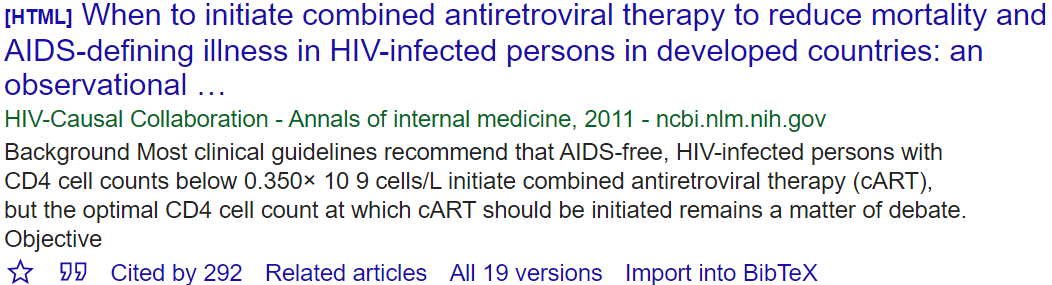 [HTML] When to initiate combined antiretroviral therapy to reduce mortality and
AIDS-defining illness in HIV-infected persons in developed countries: an
observational …
HIV-Causal Collaboration - Annals of internal medicine, 2011 - ncbi.nlm.nih.gov
Background Most clinical guidelines recommend that AIDS-free, HIV-infected persons with
CD4 cell counts below 0.350× 10 9 cells/L initiate combined antiretroviral therapy (cART),
but the optimal CD4 cell count at which cART should be initiated remains a matter of debate.
Objective
Cited by 292 Related articles All 19 versions Import into BibTeX